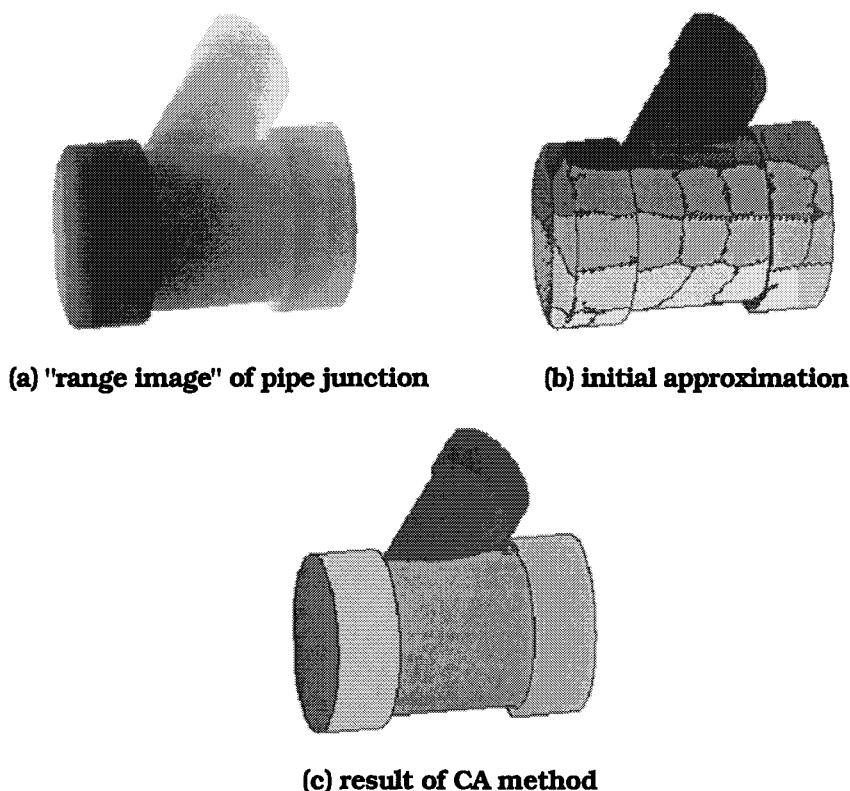 (a) "range image" of pipe junction
(b) initial approximation
(c) result of CA method